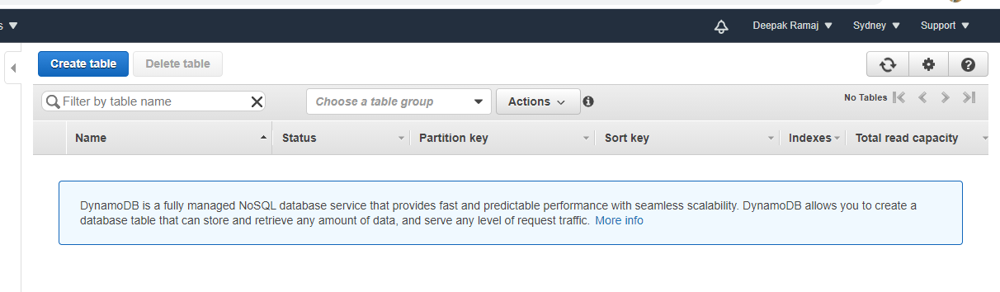 s Deepak Ramaj Sydney Support
Create table Delete table
Filter by table name Choose a table group Actions No Tables
Name Status Partition key Sort key Indexes Total read capacity
DynamoDB is a fully managed NoSQL database service that provides fast and predictable performance with seamless scalability. DynamoDB allows you to create a
database table that can store and retrieve any amount of data, and serve any level of request traffic. More info